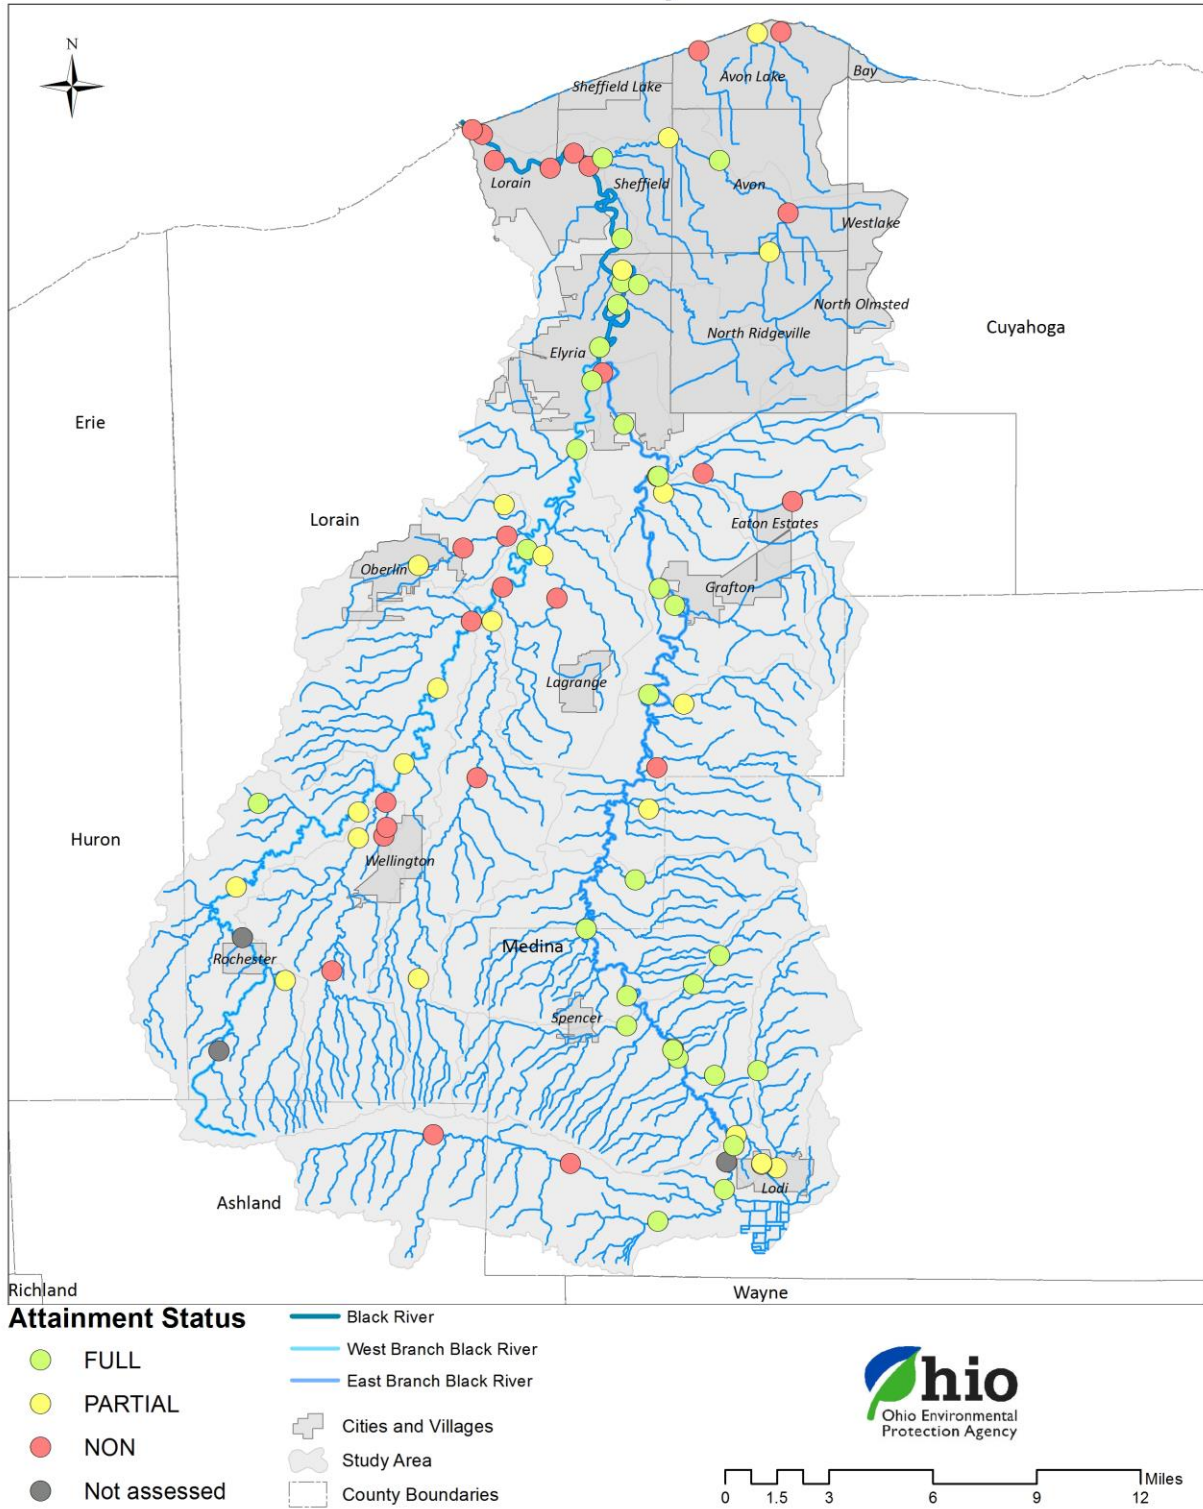 N
Bay
Avon Lake
Sheffield Lake
Lorain
Sheffield
Avon
Westlake
North Olmsted
North Ridgeville
Cuyahoga
Elyria
Erie
Lorain
Eaton Estates
Oberlin
Grafton
Lagrange
Huron
Wellington
Medina
Rochester
Spencer
Lodi
Ashland
Richland
Wayne
Attainment Status
FULL
PARTIAL
NON
Not assessed
Black River
West Branch Black River
East Branch Black River
Cities and Villages
Study Area
County Boundaries
Ohio
Ohio Environmental
Protection Agency
Miles
0 1.5 3 6 9 12